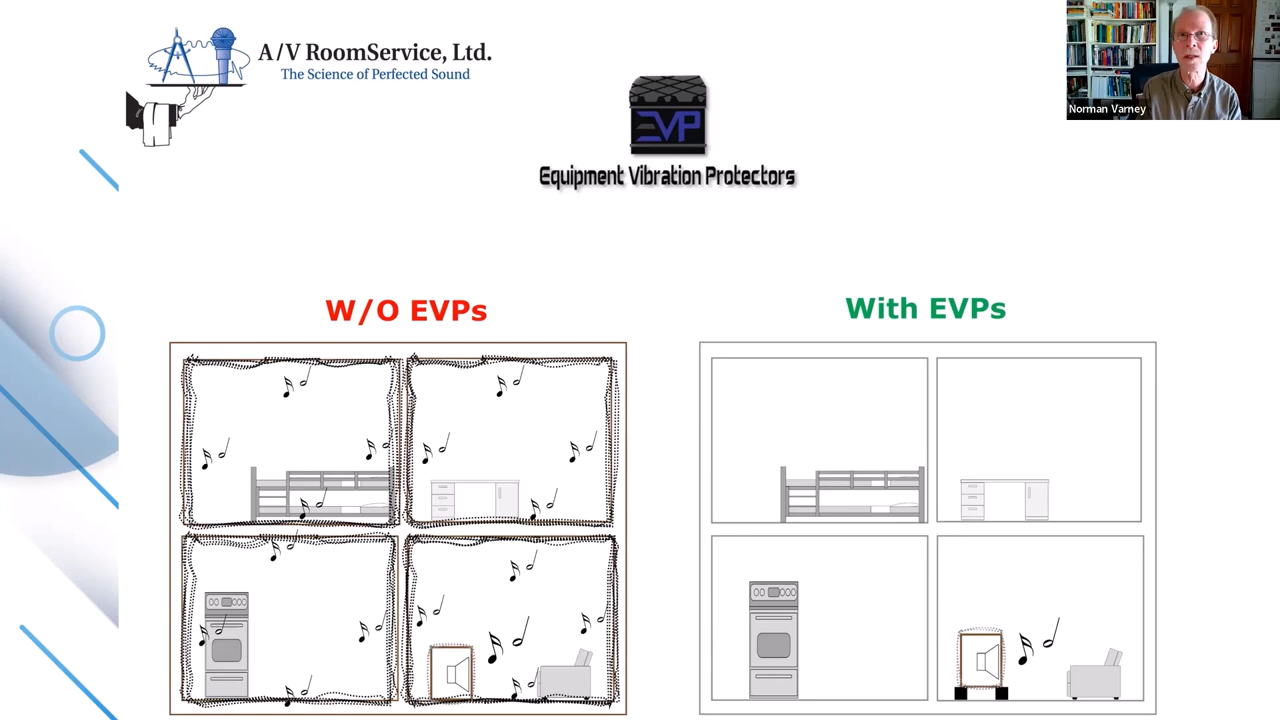 A/V RoomService, Ltd.
The Science of Perfected Sound
EVP
Equipment Vibration Protectors
Norman Varney
W/O EVPs
With EVPs